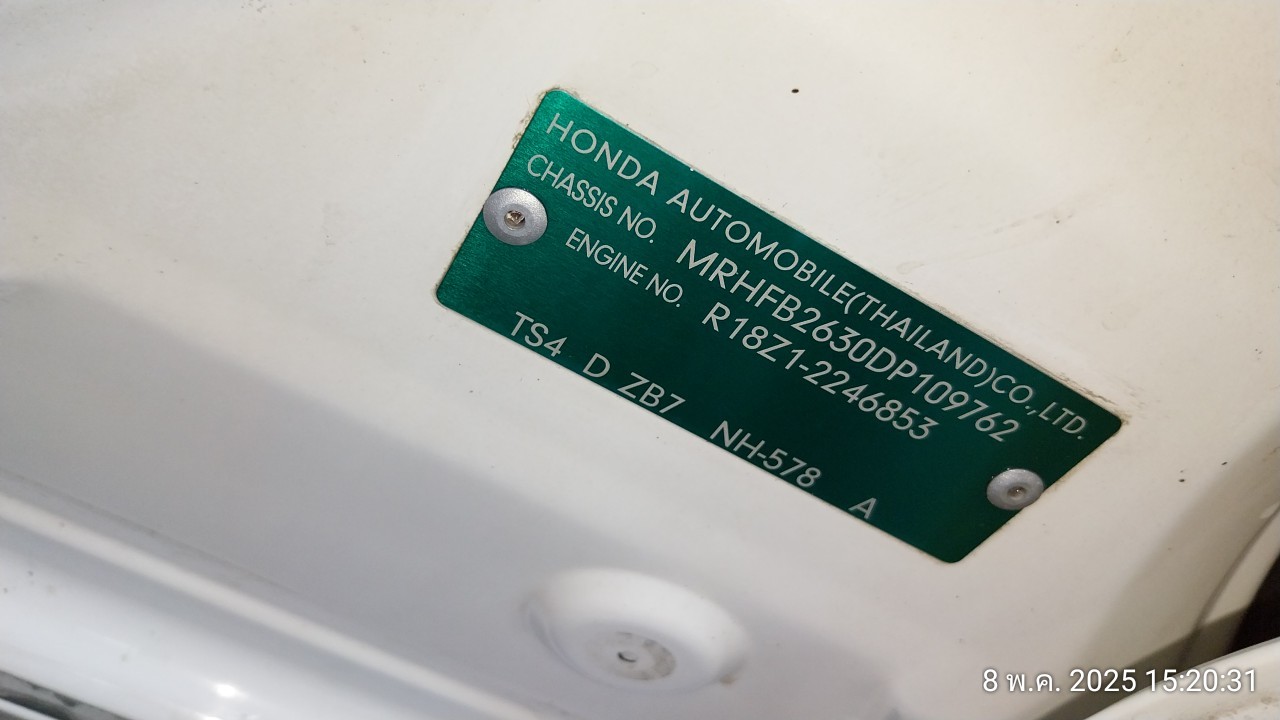 HONDA AUTOMOBILE(THAILAND)CO.,LTD.
CHASSIS NO. MRHFB2630DP109762
ENGINE NO. R18Z1-2246853
TS4 D ZB7 NH-578 A
8 พ.ค. 2025 15:20:31